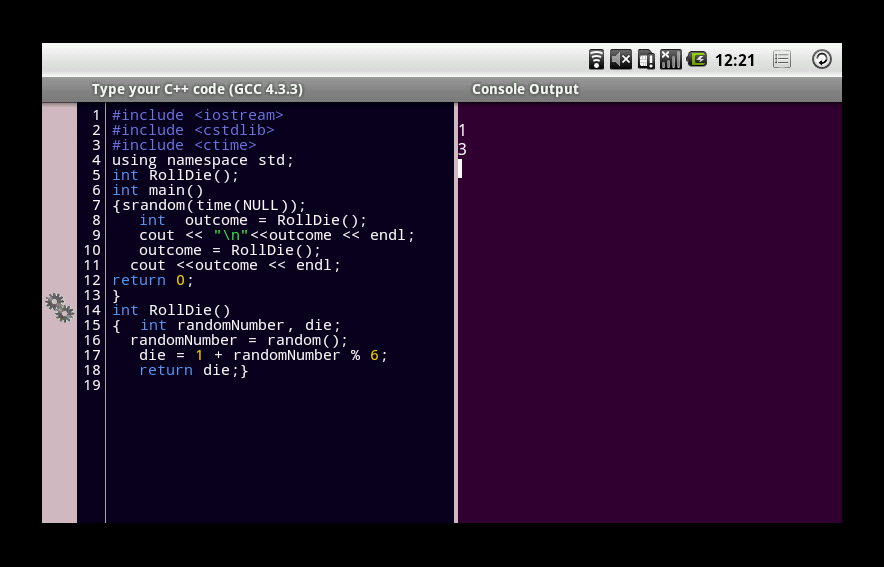 12:21
Type your C++ code (GCC 4.3.3)
Console Output
1 #include <iostream>
2 #include <cstdlib>
3 #include <ctime>
4 using namespace std;
5 int RollDie();
6 int main()
7 {srandom(time(NULL));
8    int  outcome = RollDie();
9    cout << "\n"<<outcome << endl;
10    outcome = RollDie();
11   cout <<outcome << endl;
12 return 0;
13 }
14 int RollDie()
15 {  int randomNumber, die;
16   randomNumber = random();
17    die = 1 + randomNumber % 6;
18    return die;}
19
1
3